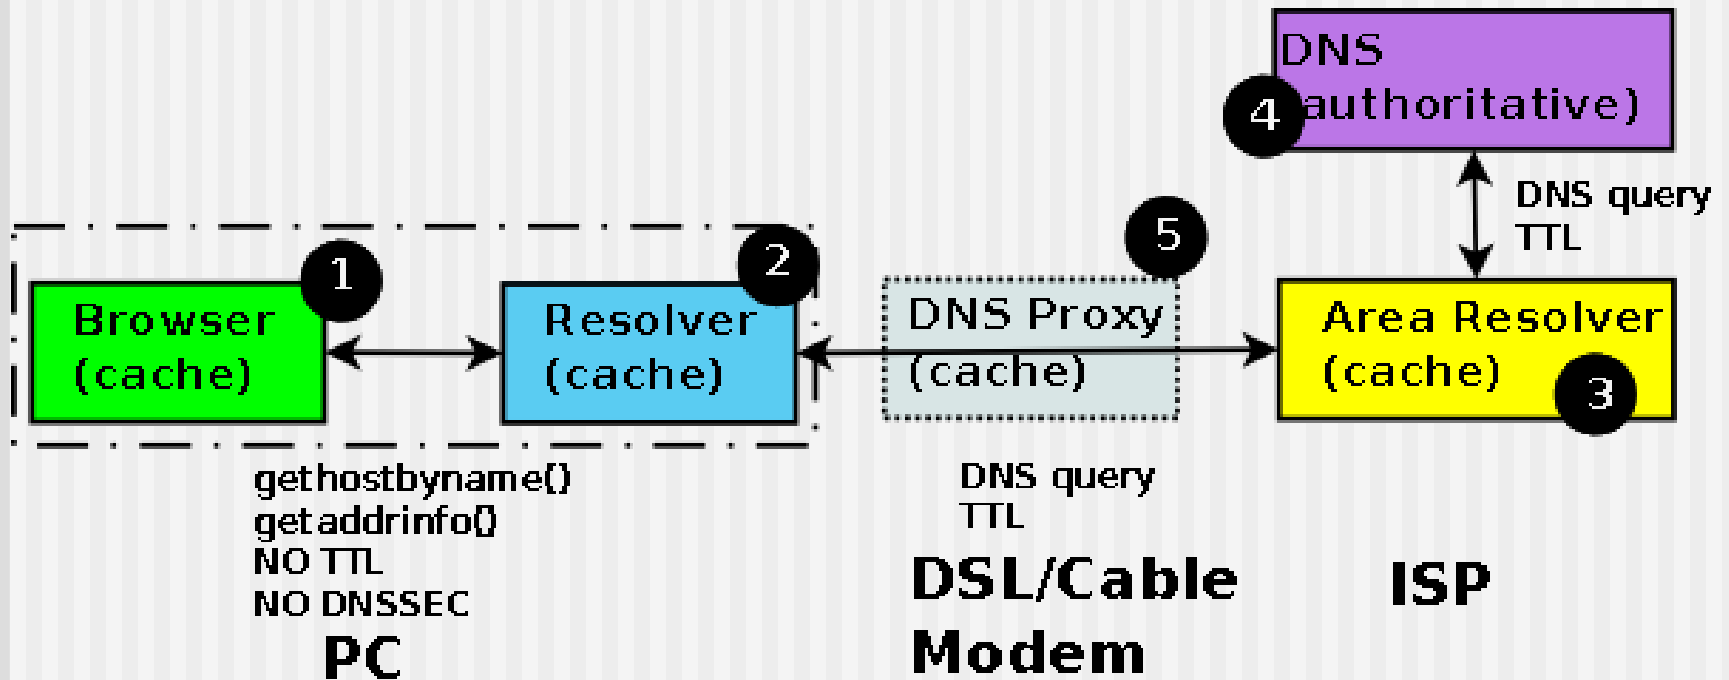 DNS
authoritative)
4
DNS query
TTL
5
1
Browser
(cache)
2
Resolver
(cache)
DNS Proxy
(cache)
Area Resolver
(cache)
3
gethostbyname()
getaddrinfo()
NO TTL
NO DNSSEC
PC
DNS query
TTL
DSL/Cable
Modem
ISP